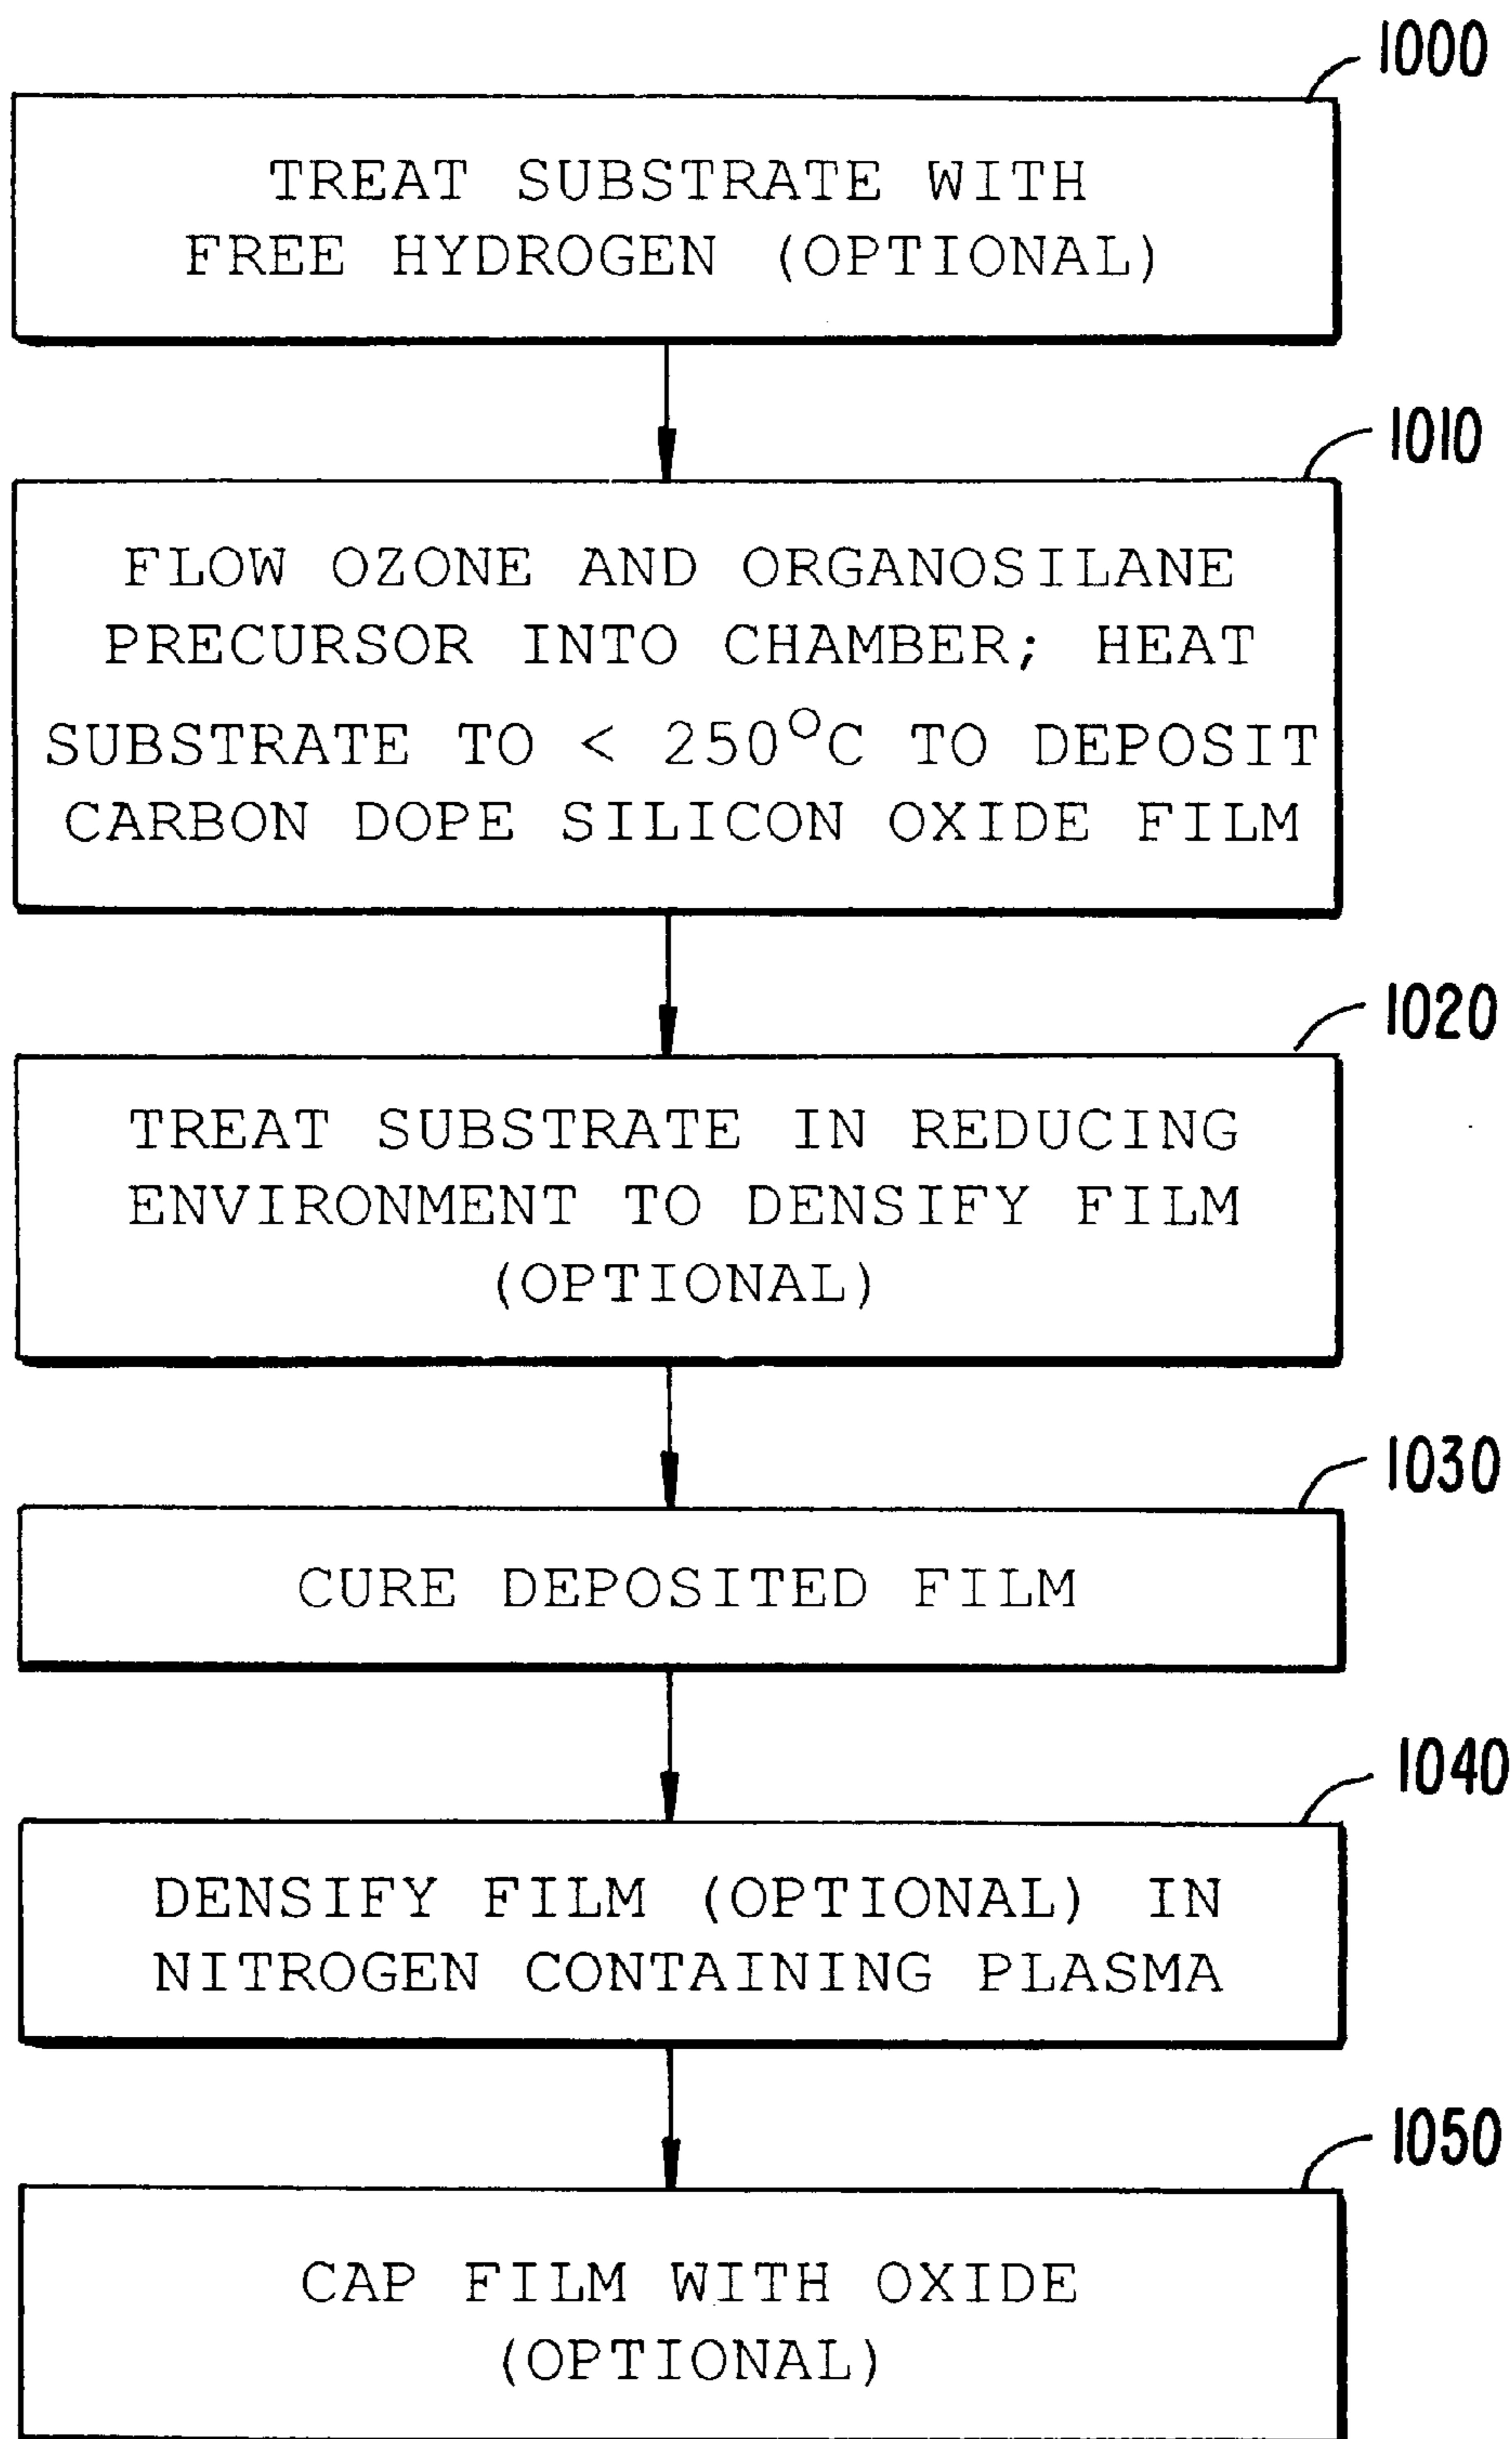 1000
TREAT SUBSTRATE WITH
FREE HYDROGEN (OPTIONAL)
1010
FLOW OZONE AND ORGANOSILANE
PRECURSOR INTO CHAMBER; HEAT
SUBSTRATE TO < 250°C TO DEPOSIT
CARBON DOPE SILICON OXIDE FILM
1020
TREAT SUBSTRATE IN REDUCING
ENVIRONMENT TO DENSIFY FILM
(OPTIONAL)
1030
CURE DEPOSITED FILM
1040
DENSIFY FILM (OPTIONAL) IN
NITROGEN CONTAINING PLASMA
1050
CAP FILM WITH OXIDE
(OPTIONAL)